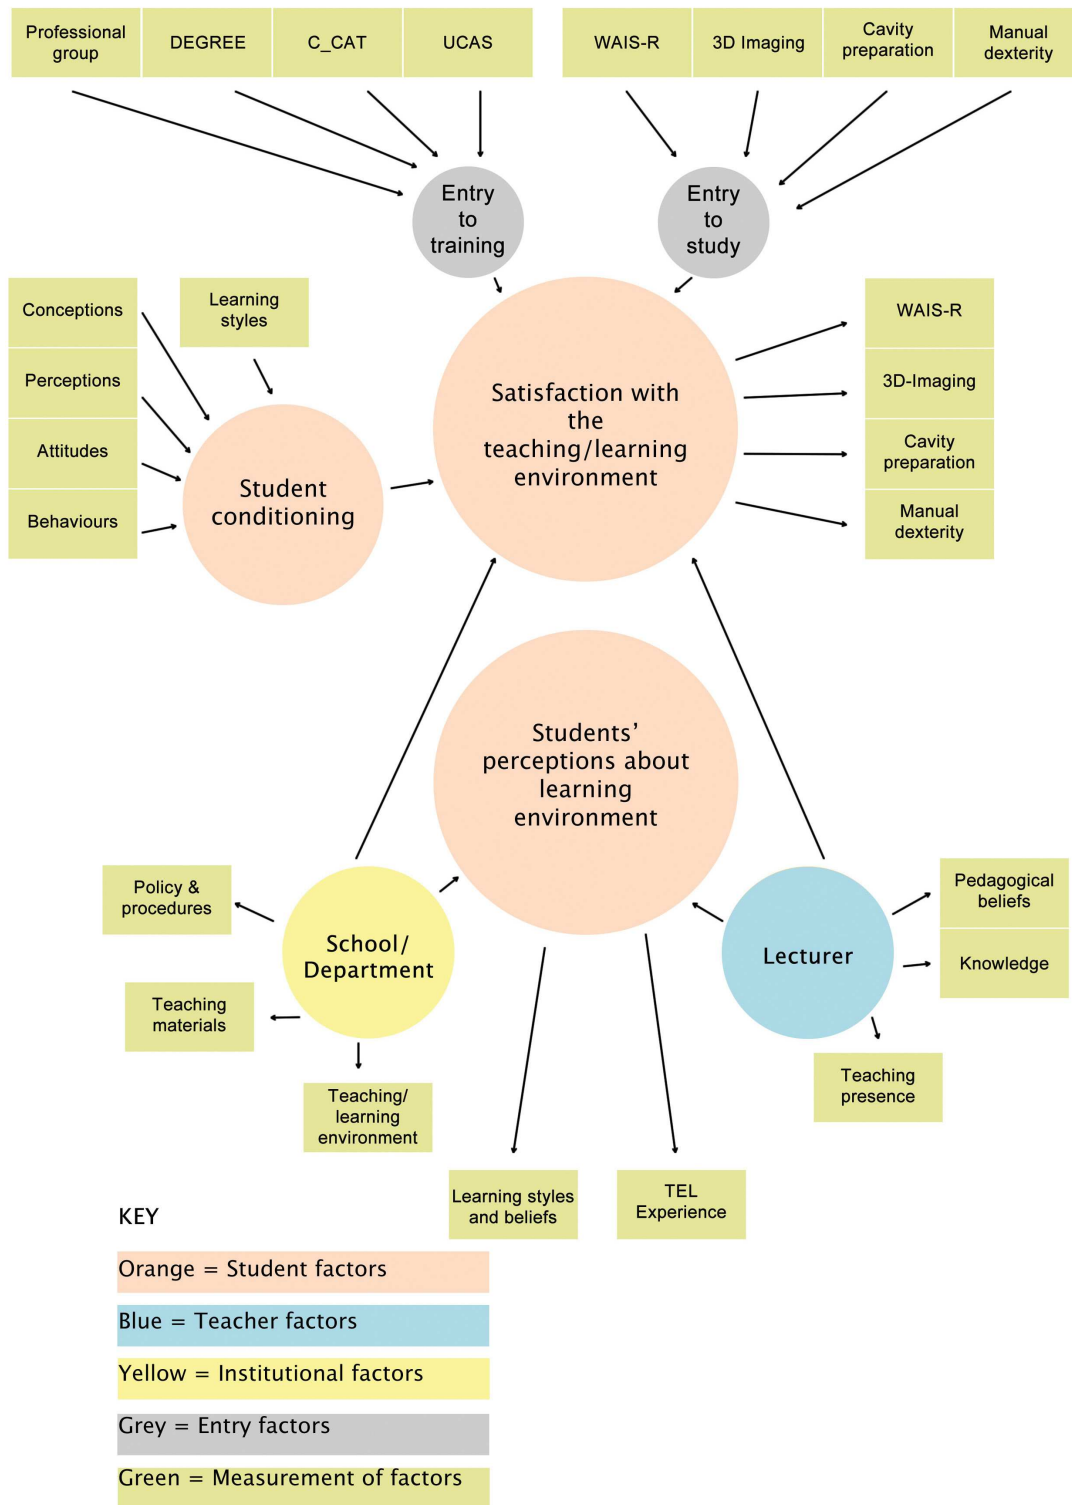 Professional
group
DEGREE
C_CAT
UCAS
WAIS-R
3D Imaging
Cavity
preparation
Manual
dexterity
Entry
to
training
Entry
to
study
Conceptions
Perceptions
Attitudes
Behaviours
Learning
styles
Student
conditioning
Satisfaction with
the
teaching/learning
environment
WAIS-R
3D-Imaging
Cavity
preparation
Manual
dexterity
Students’
perceptions about
learning
environment
Policy &
procedures
School/
Department
Teaching
materials
Teaching/
learning
environment
Lecturer
Pedagogical
beliefs
Knowledge
Teaching
presence
Learning styles
and beliefs
TEL
Experience
KEY
Orange = Student factors
Blue = Teacher factors
Yellow = Institutional factors
Grey = Entry factors
Green = Measurement of factors